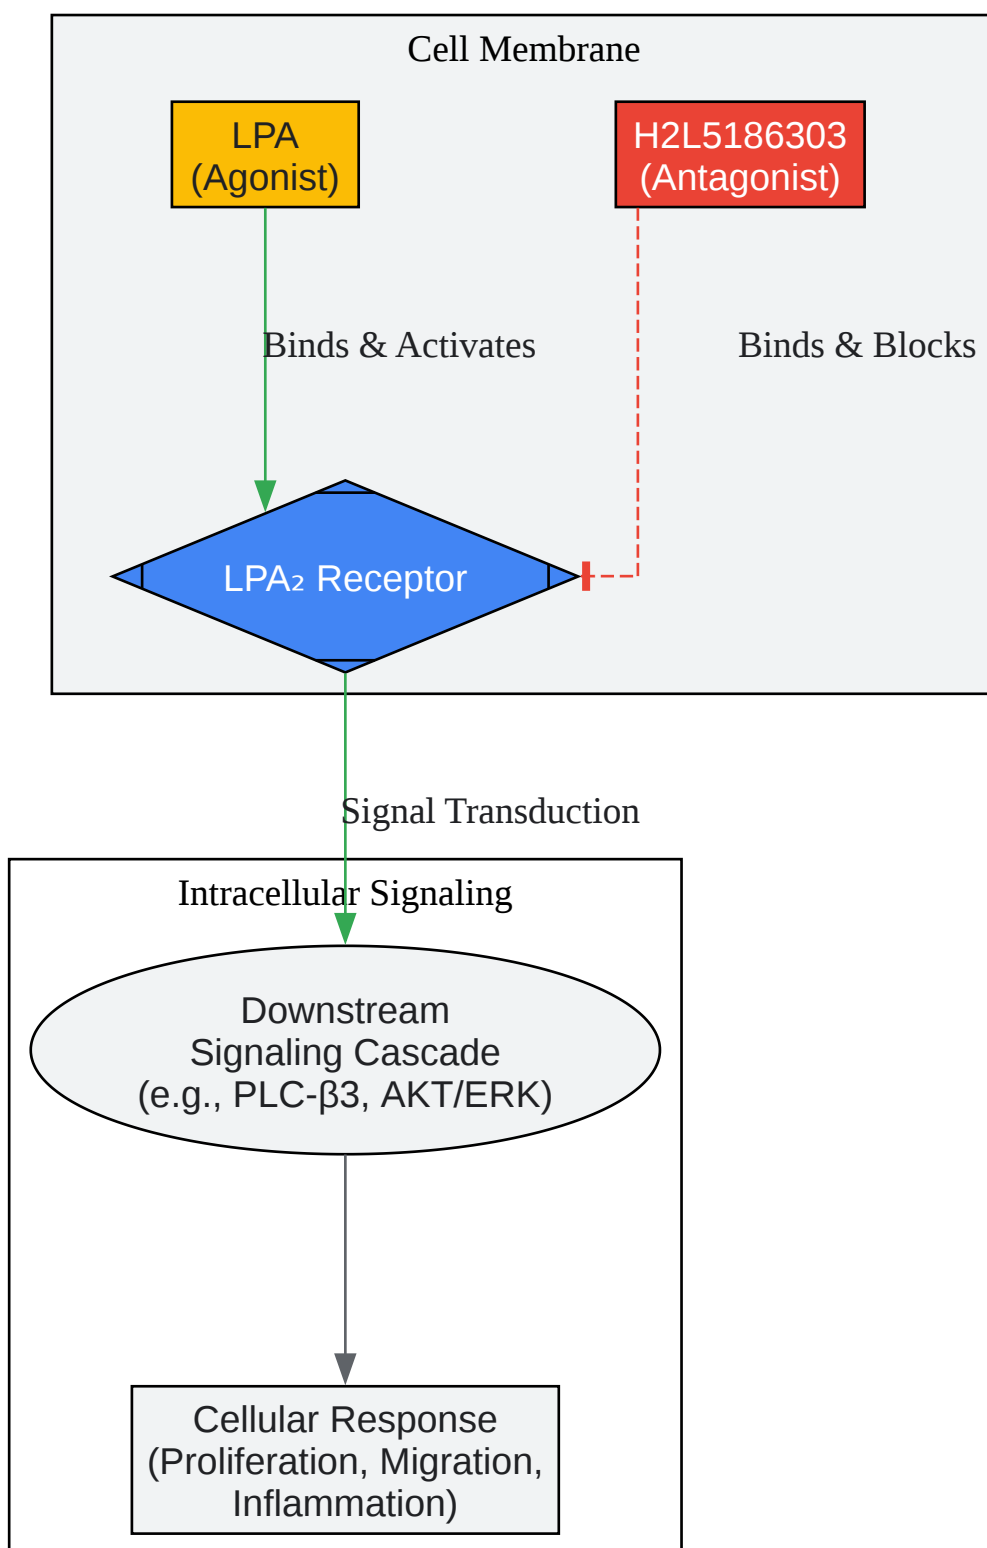 Cell Membrane
LPA
(Agonist)
H2L5186303
(Antagonist)
Binds & Activates
Binds & Blocks
LPA₂ Receptor
Signal Transduction
Intracellular Signaling
Downstream
Signaling Cascade
(e.g., PLC-β3, AKT/ERK)
Cellular Response
(Proliferation, Migration,
Inflammation)